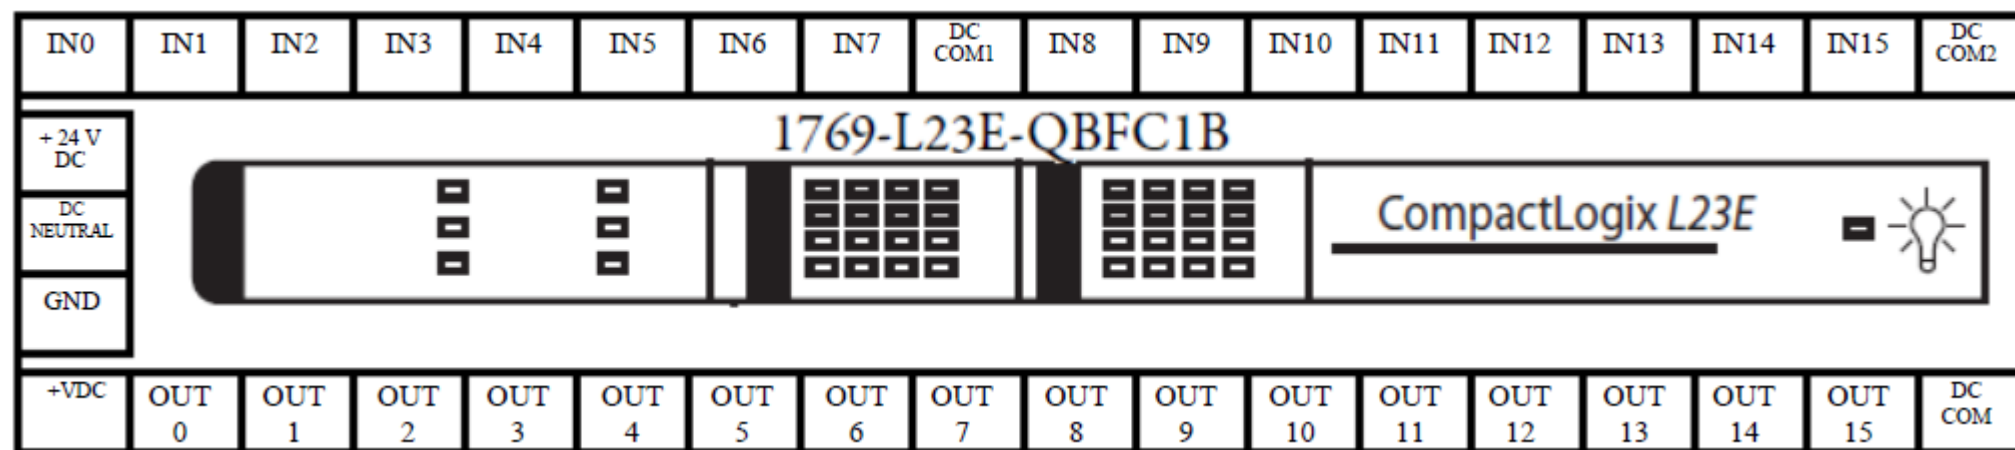 IN0 IN1 IN2 IN3 IN4 IN5 IN6 IN7 DC COM1 IN8 IN9 IN10 IN11 IN12 IN13 IN14 IN15 DC COM2
1769-L23E-QBFC1B
+ 24 V
DC
DC
NEUTRAL
GND
CompactLogix L23E
+VDC OUT 0 OUT 1 OUT 2 OUT 3 OUT 4 OUT 5 OUT 6 OUT 7 OUT 8 OUT 9 OUT 10 OUT 11 OUT 12 OUT 13 OUT 14 OUT 15 DC COM